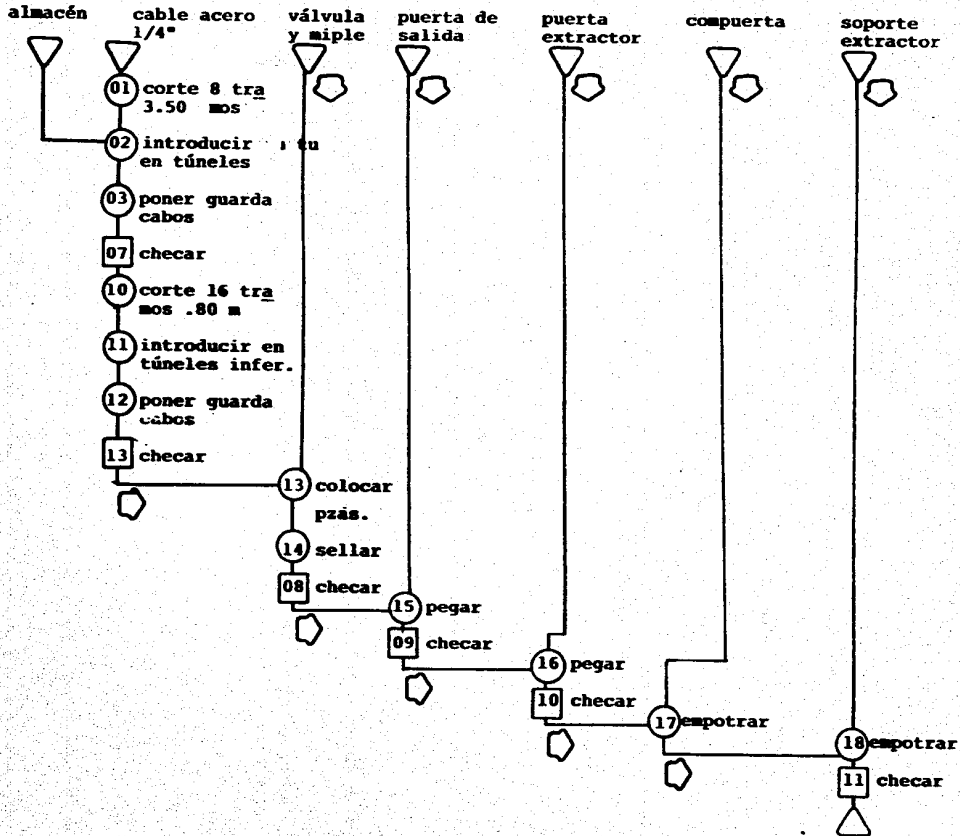 almacén
cable acero
1/4"
válvula
y miple
puerta de
salida
puerta
extractor
compuerta
soporte
extractor
01 corte 8 tra
3.50 mos
02 introducir tu
en túneles
03 poner guarda
cabos
07 checar
10 corte 16 tra
mos .80 m
11 introducir en
túneles infer.
12 poner guarda
cabos
13 checar
13 colocar
pzás.
14 sellar
08 checar
15 pegar
09 checar
16 pegar
10 checar
17 empotrar
18 empotrar
11 checar